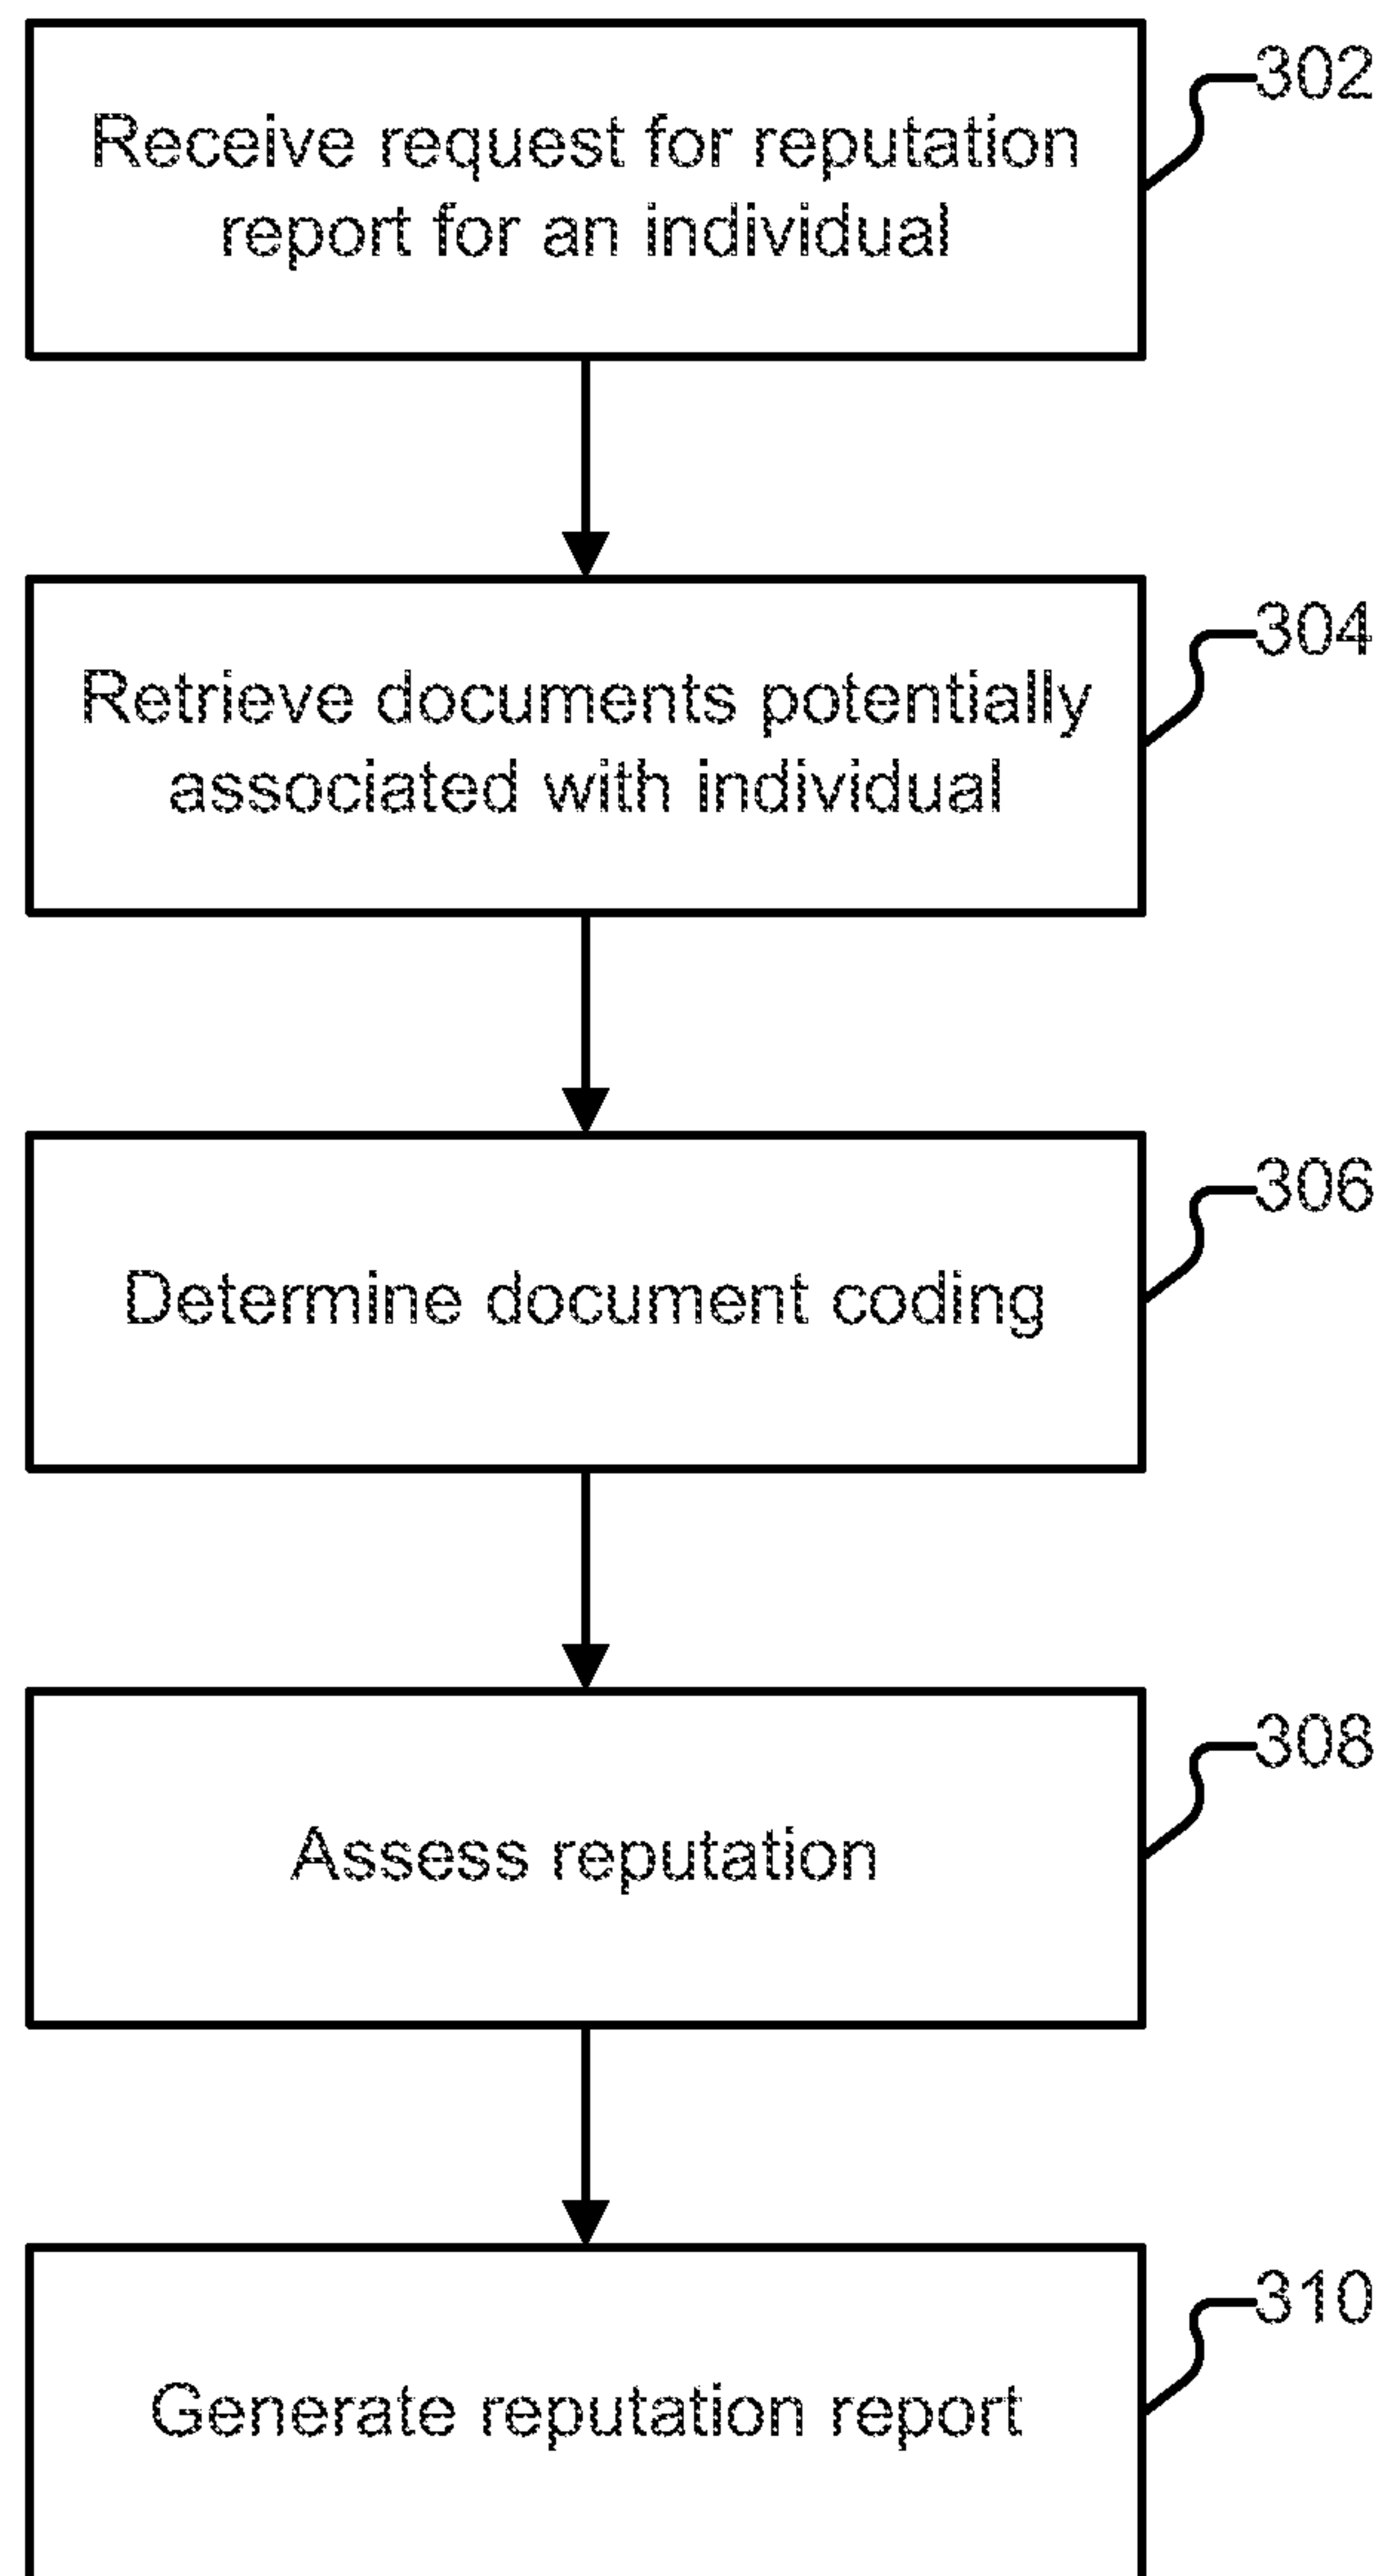 302
Receive request for reputation
report for an individual
304
Retrieve documents potentially
associated with individual
306
Determine document coding
308
Assess reputation
310
Generate reputation report